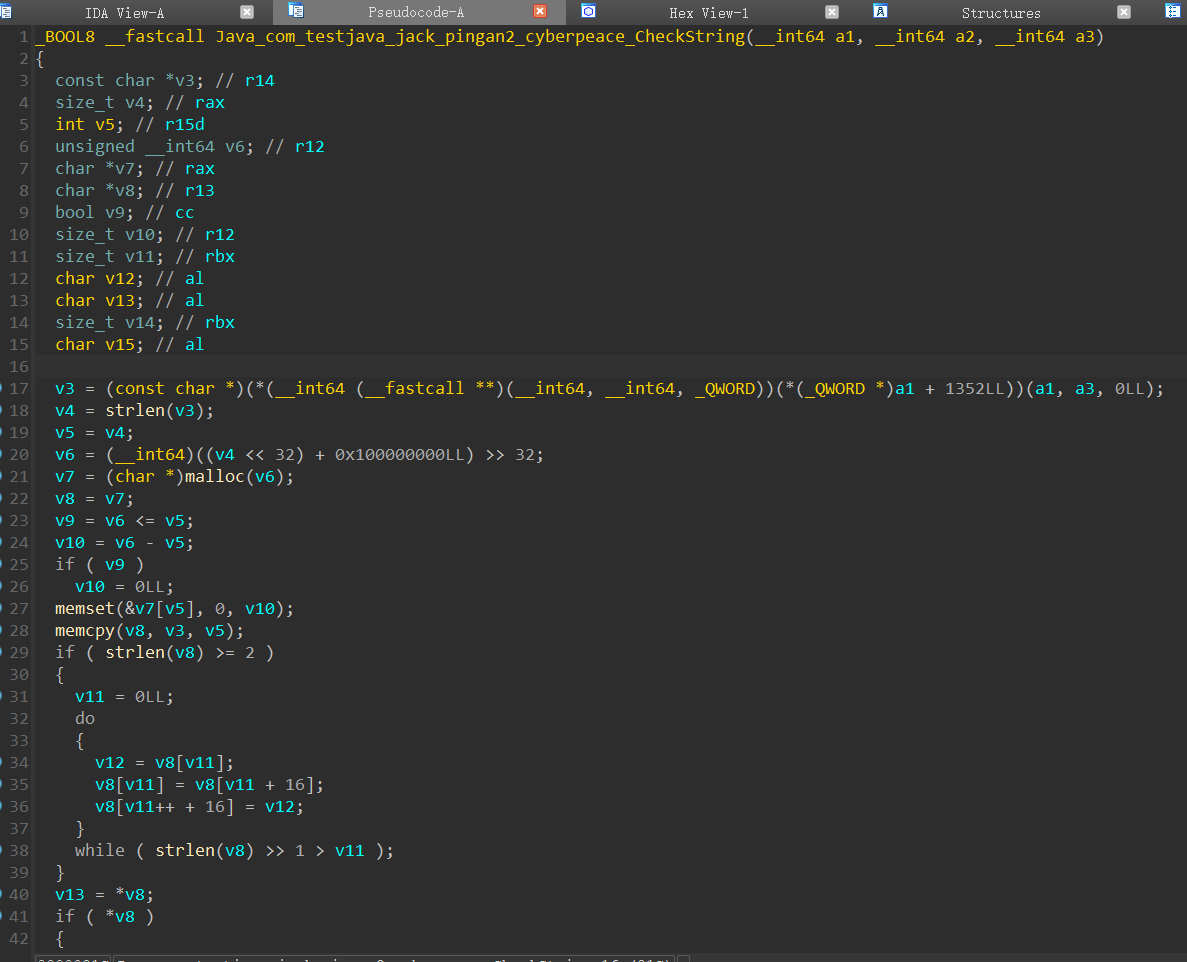 IDA View-A Pseudocode-A Hex View-1 Structures
1 _BOOL8 __fastcall Java_com_testjava_jack_pingan2_cyberpeace_CheckString(__int64 a1, __int64 a2, __int64 a3)
2 {
3 const char *v3; // r14
4 size_t v4; // rax
5 int v5; // r15d
6 unsigned __int64 v6; // r12
7 char *v7; // rax
8 char *v8; // r13
9 bool v9; // cc
10 size_t v10; // r12
11 size_t v11; // rbx
12 char v12; // al
13 char v13; // al
14 size_t v14; // rbx
15 char v15; // al
16
17 v3 = (const char *)(*(__int64 (__fastcall **)(__int64, __int64, _QWORD))(*(_QWORD *)a1 + 1352LL))(a1, a3, 0LL);
18 v4 = strlen(v3);
19 v5 = v4;
20 v6 = (__int64)((v4 << 32) + 0x100000000LL) >> 32;
21 v7 = (char *)malloc(v6);
22 v8 = v7;
23 v9 = v6 <= v5;
24 v10 = v6 - v5;
25 if ( v9 )
26 v10 = 0LL;
27 memset(&v7[v5], 0, v10);
28 memcpy(v8, v3, v5);
29 if ( strlen(v8) >= 2 )
30 {
31 v11 = 0LL;
32 do
33 {
34 v12 = v8[v11];
35 v8[v11] = v8[v11 + 16];
36 v8[v11++ + 16] = v12;
37 }
38 while ( strlen(v8) >> 1 > v11 );
39 }
40 v13 = *v8;
41 if ( *v8 )
42 {